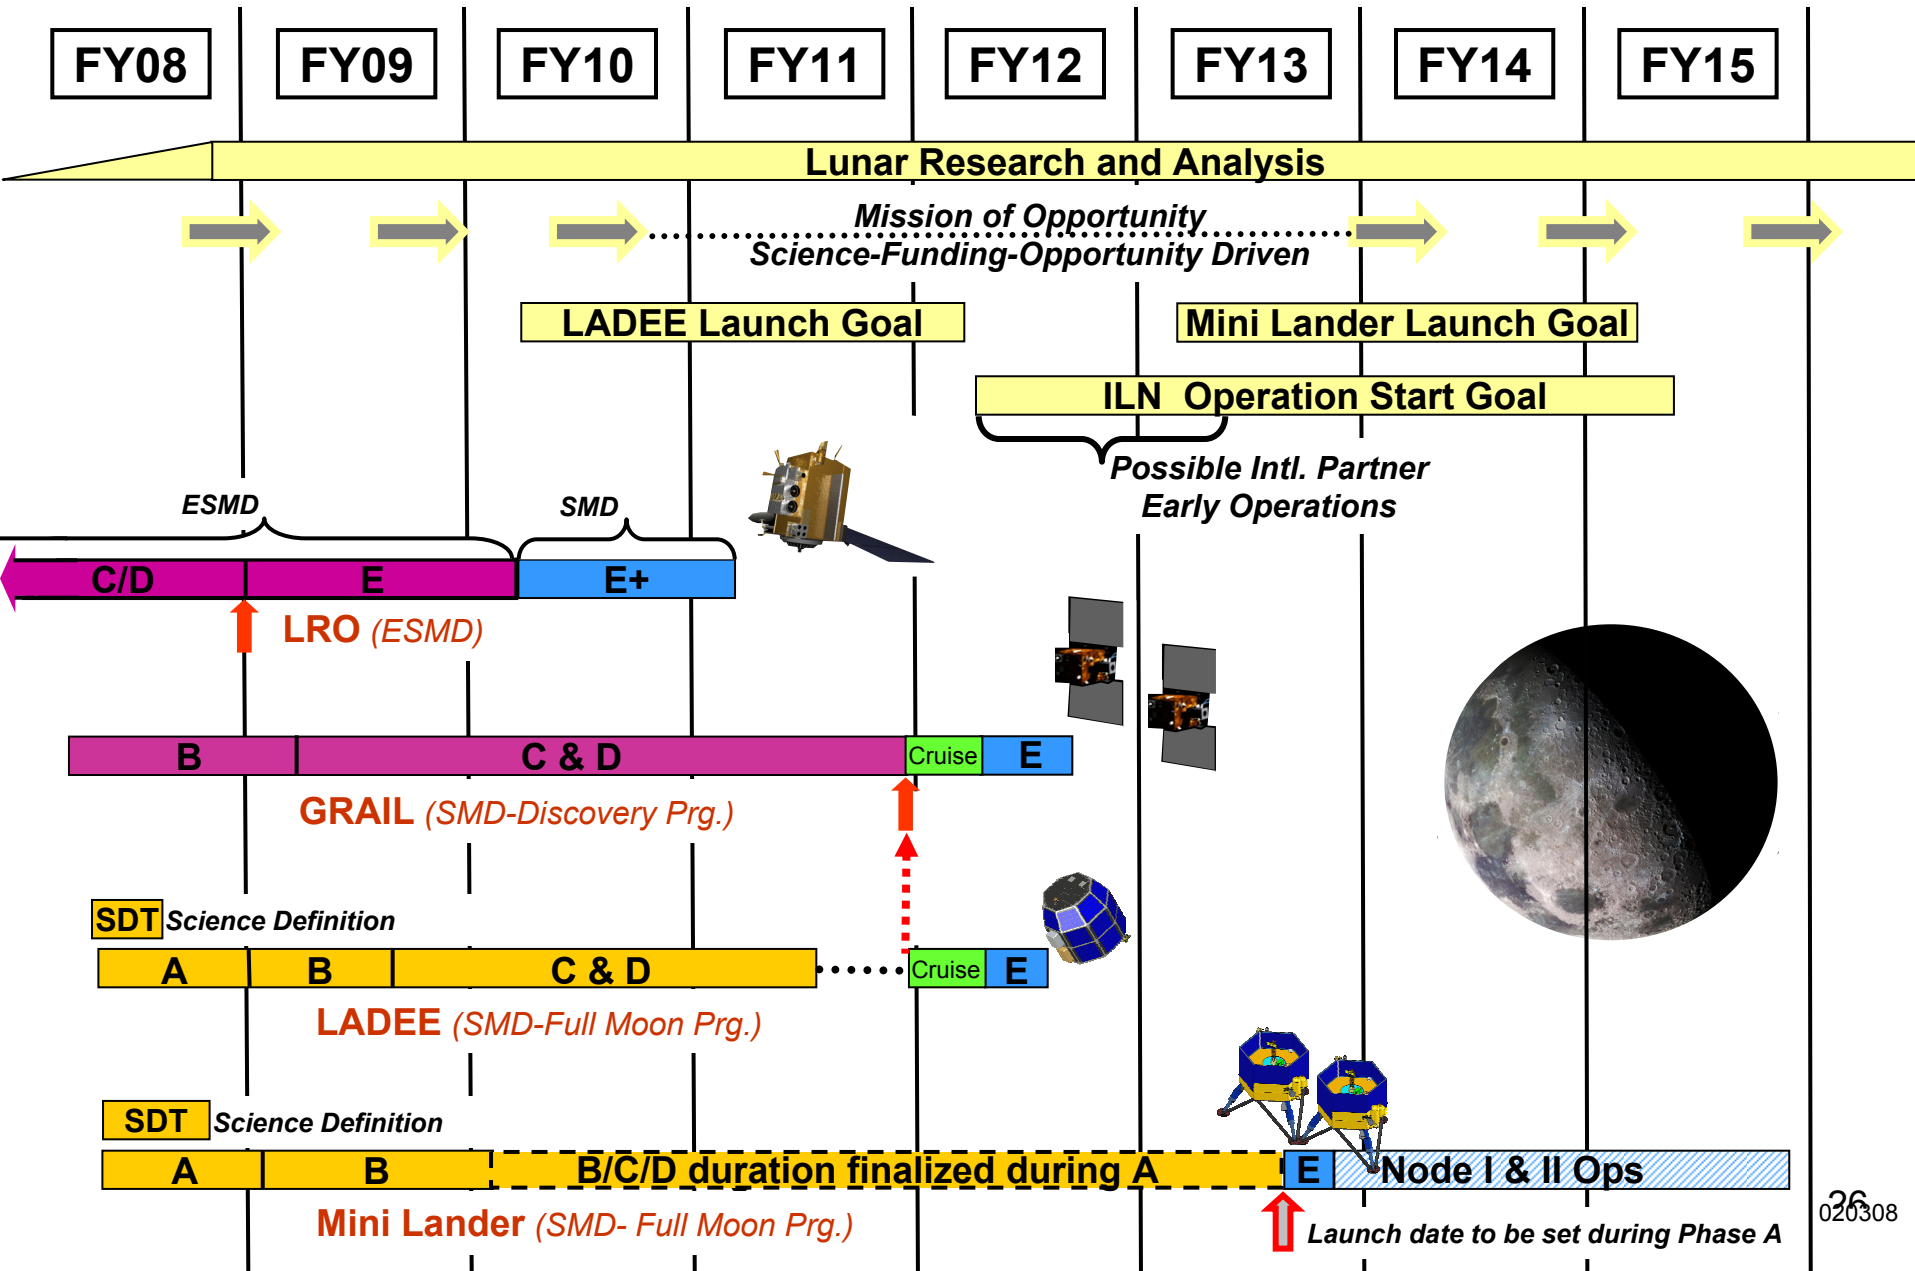 FY08 FY09 FY10 FY11 FY12 FY13 FY14 FY15
Lunar Research and Analysis
Mission of Opportunity
Science-Funding-Opportunity Driven
LADEE Launch Goal
Mini Lander Launch Goal
ILN Operation Start Goal
Possible Intl. Partner
Early Operations
ESMD
SMD
C/D E E+
LRO (ESMD)
B C & D Cruise E
GRAIL (SMD-Discovery Prg.)
SDT Science Definition
A B C & D Cruise E
LADEE (SMD-Full Moon Prg.)
SDT Science Definition
A B B/C/D duration finalized during A E Node I & II Ops
Mini Lander (SMD- Full Moon Prg.)
Launch date to be set during Phase A
26
020308